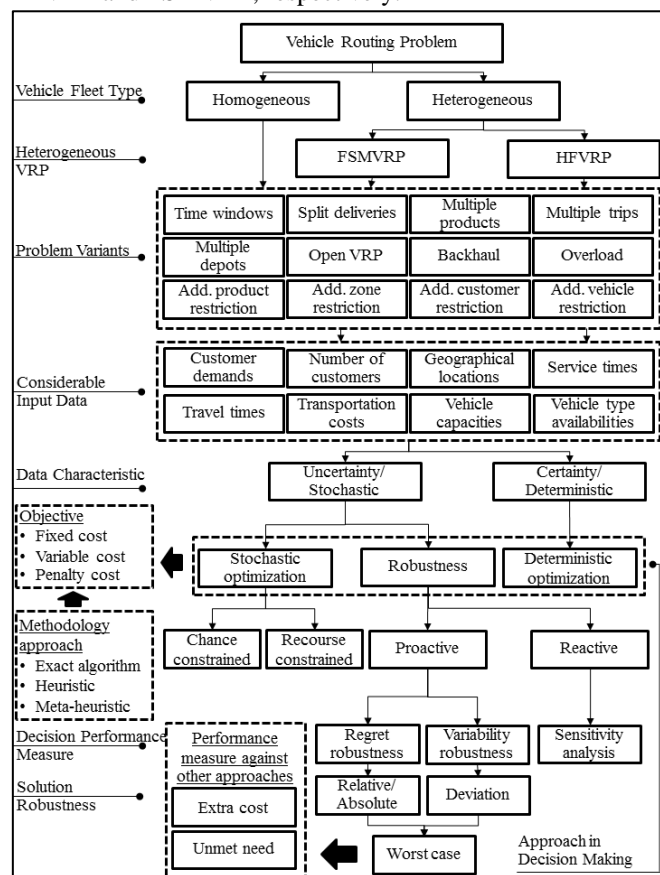 Vehicle Routing Problem
Vehicle Fleet Type
Homogeneous
Heterogeneous
Heterogeneous
VRP
FSMVRP
HFVRP
Problem Variants
Time windows
Split deliveries
Multiple
products
Multiple trips
Multiple
depots
Open VRP
Backhaul
Overload
Add. product
restriction
Add. zone
restriction
Add. customer
restriction
Add. vehicle
restriction
Considerable
Input Data
Customer
demands
Number of
customers
Geographical
locations
Service times
Travel times
Transportation
costs
Vehicle
capacities
Vehicle type
availabilities
Data Characteristic
Uncertainty/
Stochastic
Certainty/
Deterministic
Objective
• Fixed cost
• Variable cost
• Penalty cost
Stochastic
optimization
Robustness
Deterministic
optimization
Methodology
approach
• Exact algorithm
• Heuristic
• Meta-heuristic
Chance
constrained
Recourse
constrained
Proactive
Reactive
Decision Performance
Measure
Performance
measure against
other approaches
Regret
robustness
Variability
robustness
Sensitivity
analysis
Solution
Robustness
Extra cost
Relative/
Absolute
Deviation
Unmet need
Worst case
Approach in
Decision Making